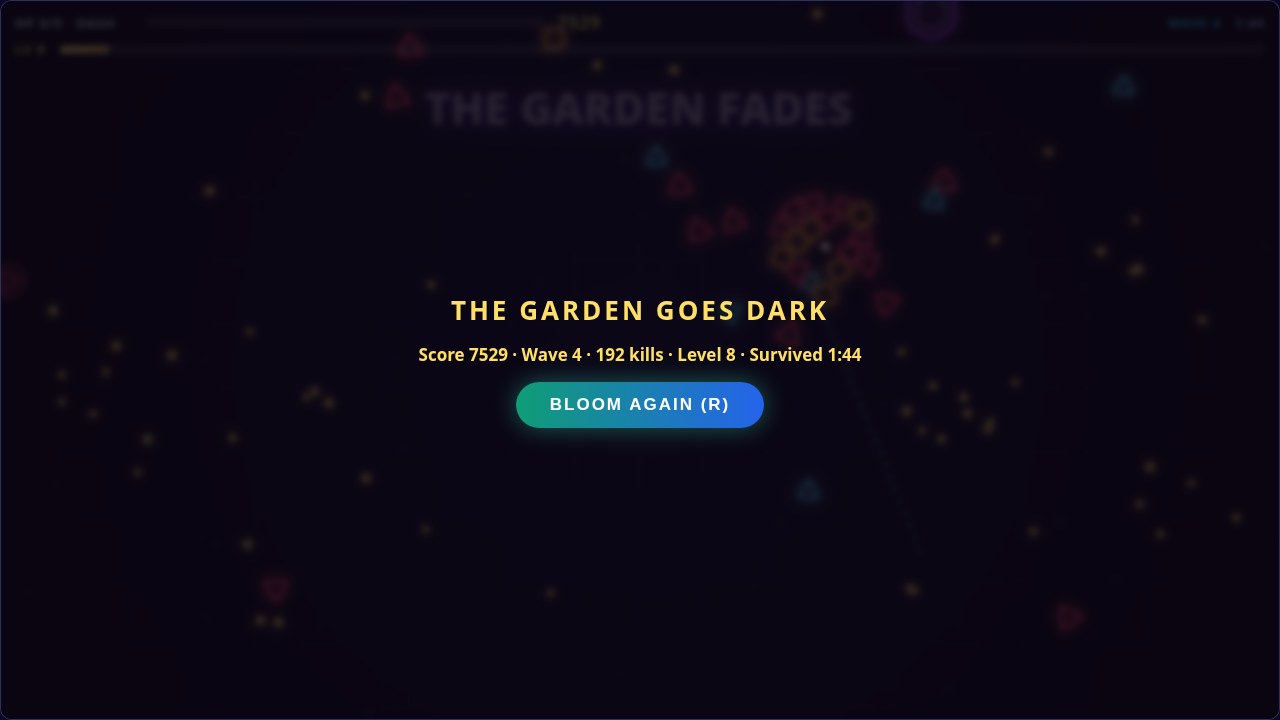 7529
THE GARDEN FADES
THE GARDEN GOES DARK
Score 7529 · Wave 4 · 192 kills · Level 8 · Survived 1:44
BLOOM AGAIN (R)